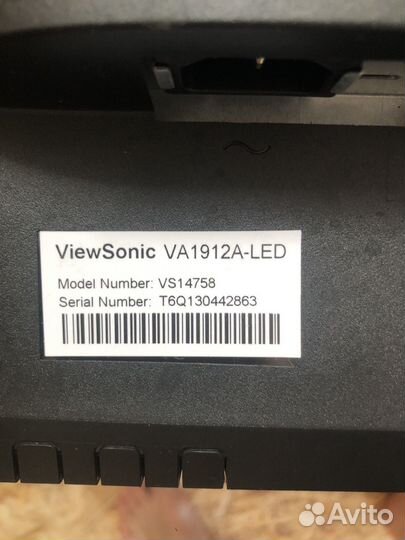 ViewSonic VA1912A-LED
Model Number: VS14758
Serial Number: T6Q130442863
Avito